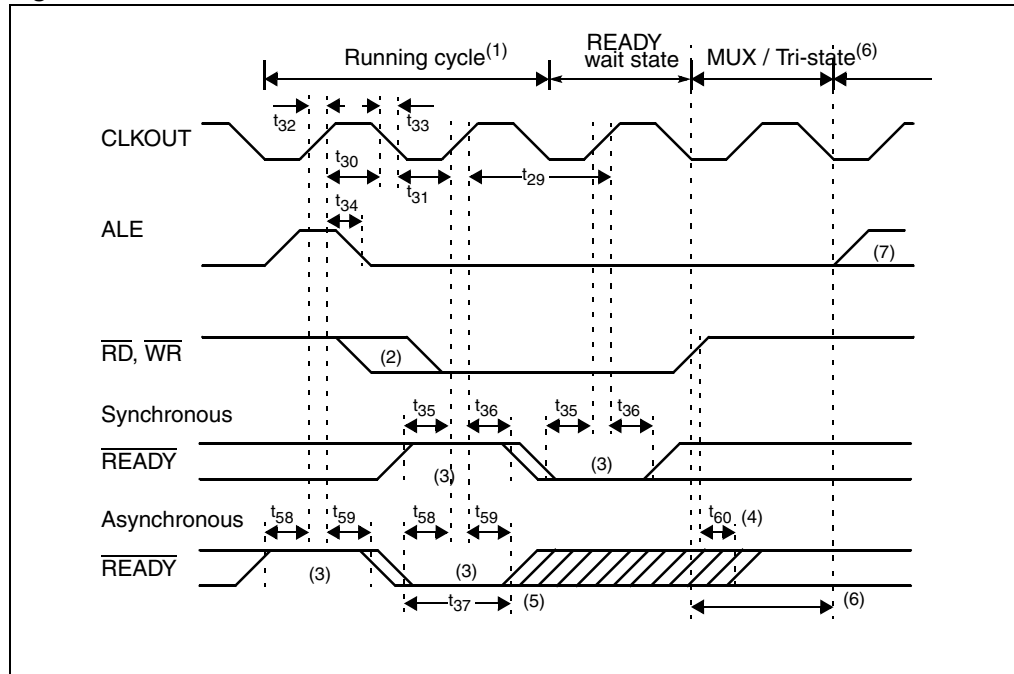 Running cycle(1)
READY
wait state
MUX / Tri-state(6)
CLKOUT
t32
t33
t30
t31
t29
t34
ALE
(7)
RD, WR
(2)
Synchronous
t35
t36
t35
t36
READY
(3)
(3)
Asynchronous
t58
t59
t58
t59
t60
(4)
READY
(3)
(3)
t37
(5)
(6)